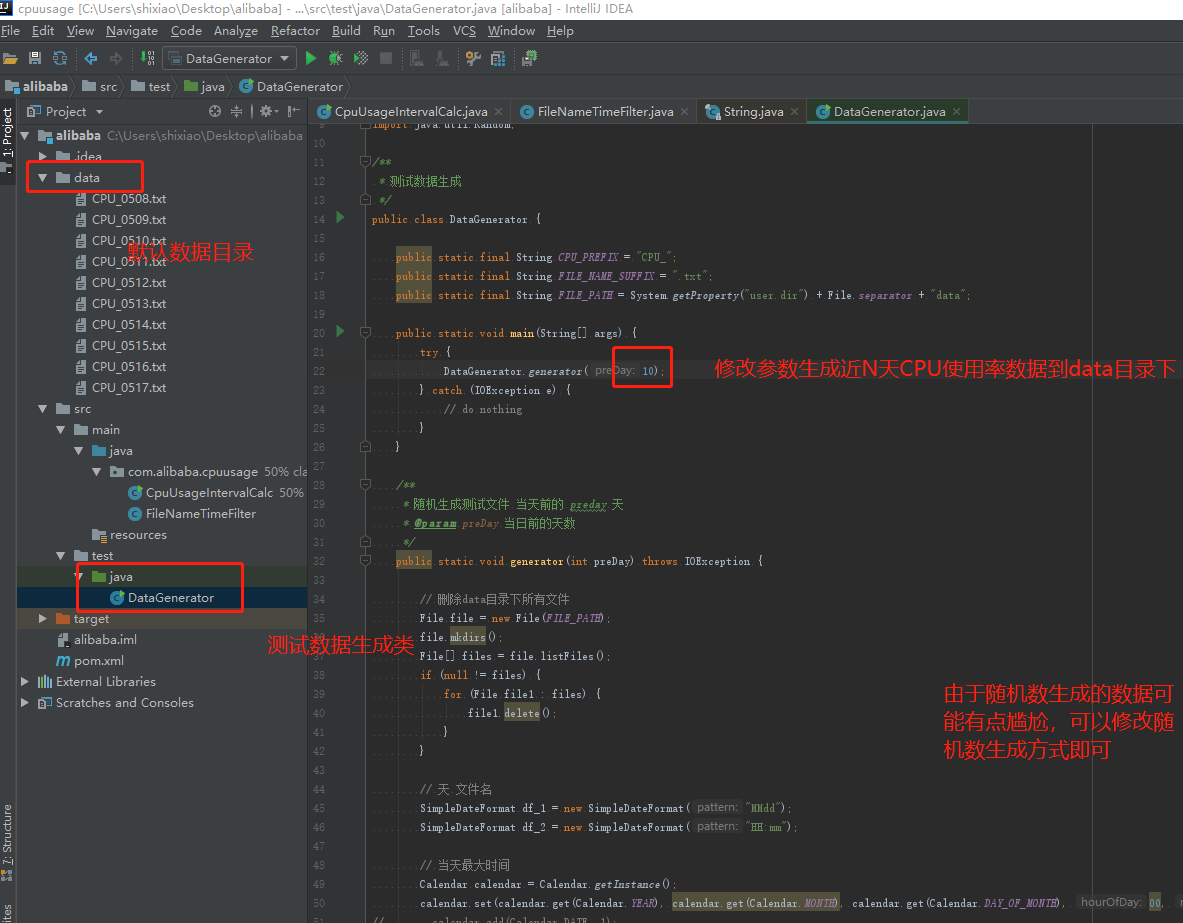 cpuusage [C:\Users\shixiao\Desktop\alibaba] - ...\src\test\java\DataGenerator.java [alibaba] - IntelliJ IDEA
File Edit View Navigate Code Analyze Refactor Build Run Tools VCS Window Help
DataGenerator
alibaba src test java DataGenerator
1: Project
Project
CpuUsageIntervalCalc.java FileNameTimeFilter.java String.java DataGenerator.java
alibaba C:\Users\shixiao\Desktop\alibaba
.idea
data
CPU_0508.txt
CPU_0509.txt
CPU_0510.txt
CPU_0511.txt
默认数据目录
CPU_0512.txt
CPU_0513.txt
CPU_0514.txt
CPU_0515.txt
CPU_0516.txt
CPU_0517.txt
src
main
java
com.alibaba.cpuusage 50% cla
CpuUsageIntervalCalc 50%
FileNameTimeFilter
resources
test
java
DataGenerator
测试数据生成类
target
alibaba.iml
pom.xml
External Libraries
Scratches and Consoles
7: Structure
9 import java.util.Random;
10
11 /**
12 * 测试数据生成
13 */
14 public class DataGenerator {
15
16 public static final String CPU_PREFIX = "CPU_";
17 public static final String FILE_NAME_SUFFIX = ".txt";
18 public static final String FILE_PATH = System.getProperty("user.dir") + File.separator + "data";
19
20 public static void main(String[] args) {
21 try {
22 DataGenerator.generator( preDay: 10);
修改参数生成近N天CPU使用率数据到data目录下
23 } catch (IOException e) {
24 // do nothing
25 }
26 }
27
28 /**
29 * 随机生成测试文件 当天前的 preday 天
30 * @param preDay 当日前的天数
31 */
32 public static void generator(int preDay) throws IOException {
33
34 // 删除data目录下所有文件
35 File file = new File(FILE_PATH);
36 file.mkdirs();
37 File[] files = file.listFiles();
38 if (null != files) {
39 for (File file1 : files) {
40 file1.delete();
41 }
42 }
由于随机数生成的数据可
能有点尴尬，可以修改随
机数生成方式即可
43
44 // 天 文件名
45 SimpleDateFormat df_1 = new SimpleDateFormat( pattern: "MMdd");
46 SimpleDateFormat df_2 = new SimpleDateFormat( pattern: "HH:mm");
47
48 // 当天最大时间
49 Calendar calendar = Calendar.getInstance();
50 calendar.set(calendar.get(Calendar.YEAR), calendar.get(Calendar.MONTH), calendar.get(Calendar.DAY_OF_MONTH), hourOfDay: 00,
51 // calendar.add(Calendar.DATE, 1);